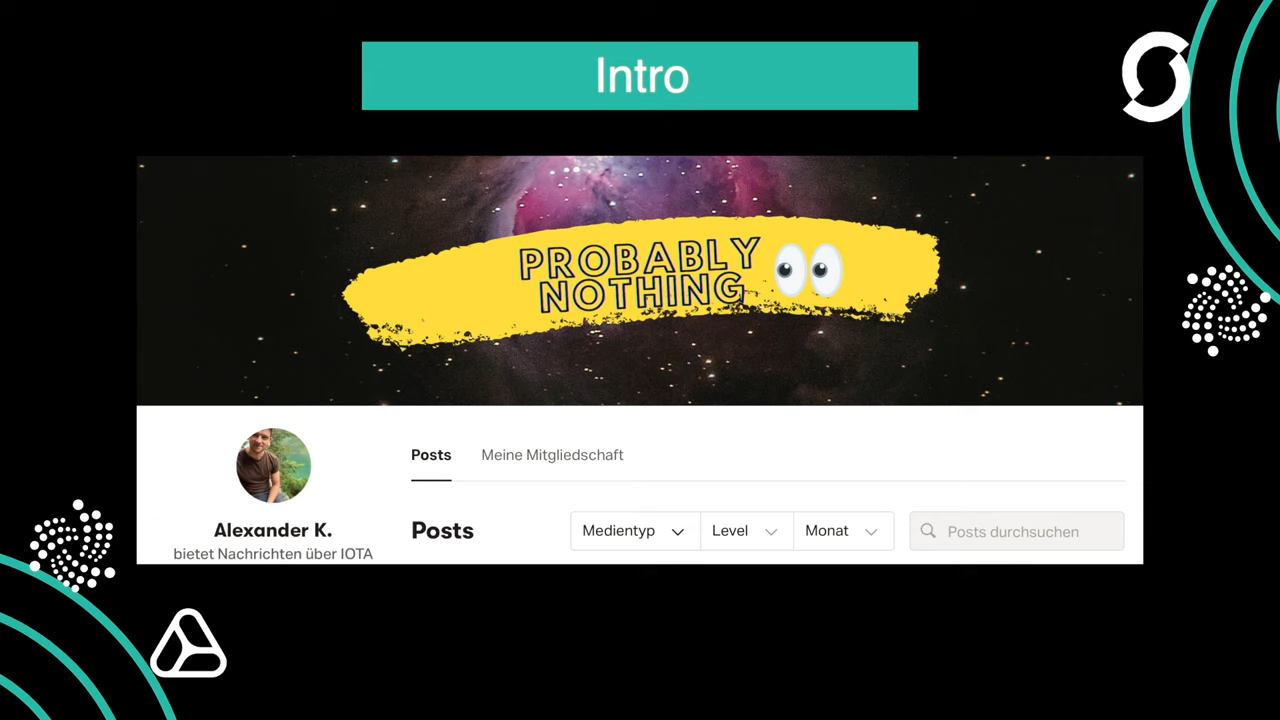 Intro
PROBABLY
NOTHING
Posts Meine Mitgliedschaft
Alexander K.
bietet Nachrichten über IOTA
Posts Medientyp Level Monat Posts durchsuchen